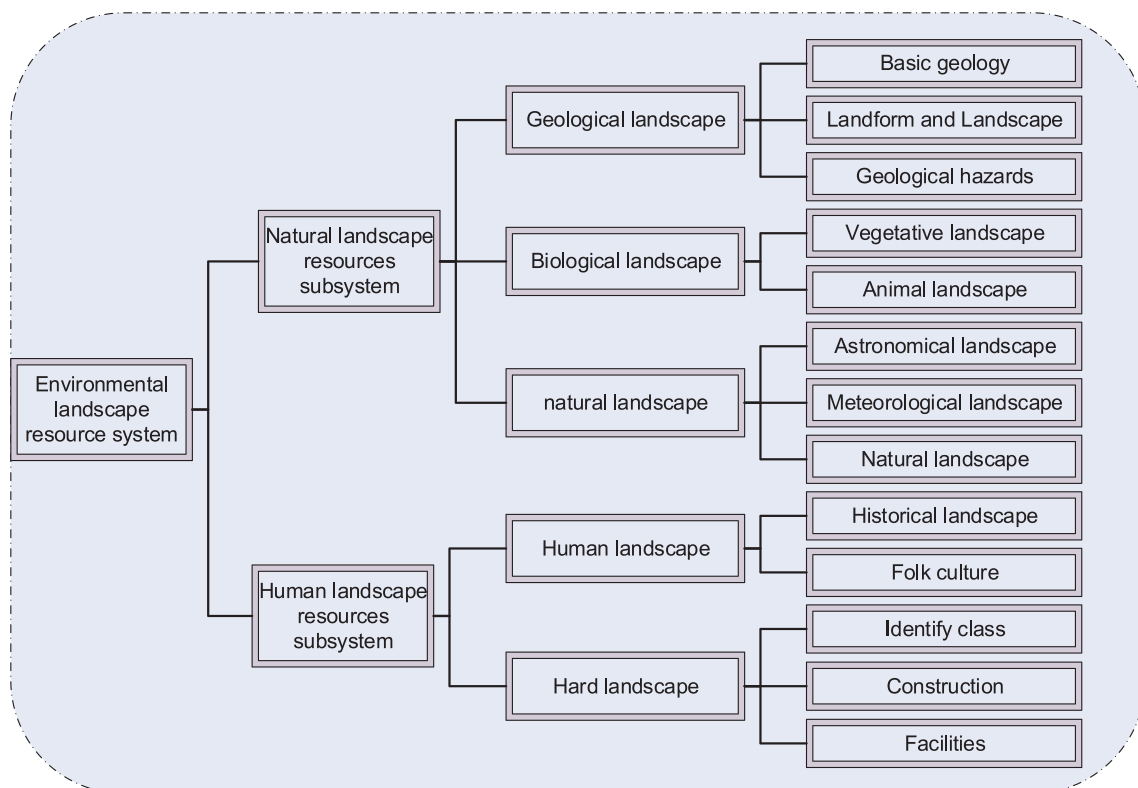 Environmental
landscape
resource system
Natural landscape
resources
subsystem
Human landscape
resources
subsystem
Geological landscape
Biological landscape
natural landscape
Human landscape
Hard landscape
Basic geology
Landform and Landscape
Geological hazards
Vegetative landscape
Animal landscape
Astronomical landscape
Meteorological landscape
Natural landscape
Historical landscape
Folk culture
Identify class
Construction
Facilities